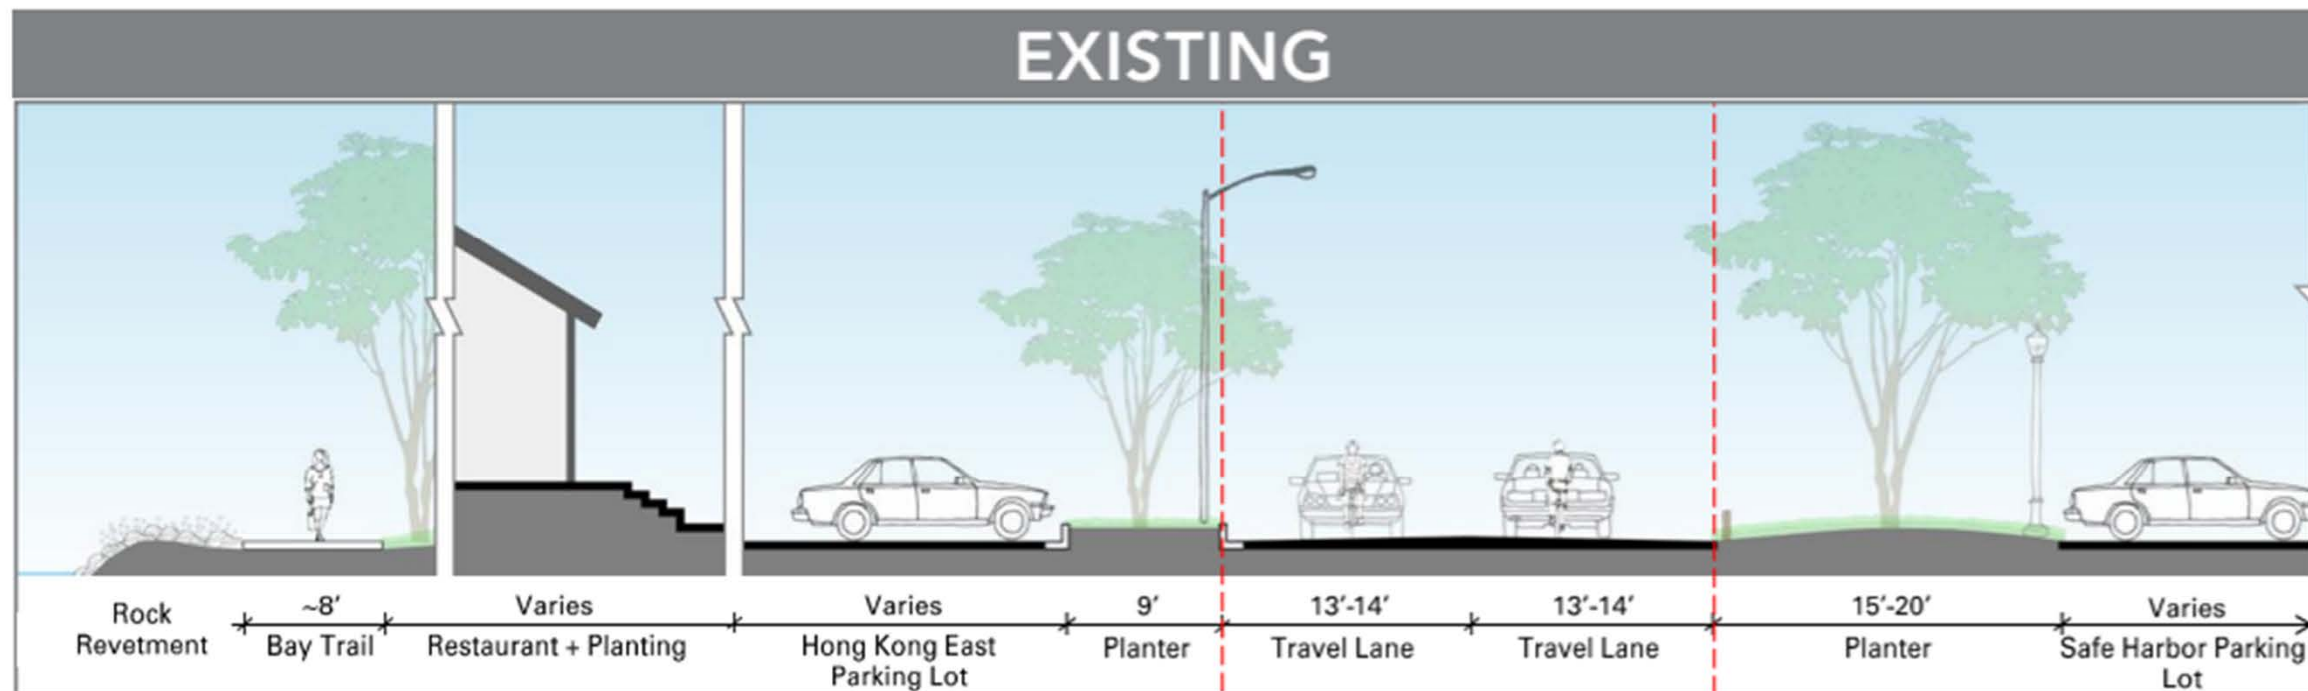 EXISTING
Rock
Revetment
~8’
Bay Trail
Varies
Restaurant + Planting
Varies
Hong Kong East
Parking Lot
9’
Planter
13’-14’
Travel Lane
13’-14’
Travel Lane
15’-20’
Planter
Varies
Safe Harbor Parking
Lot